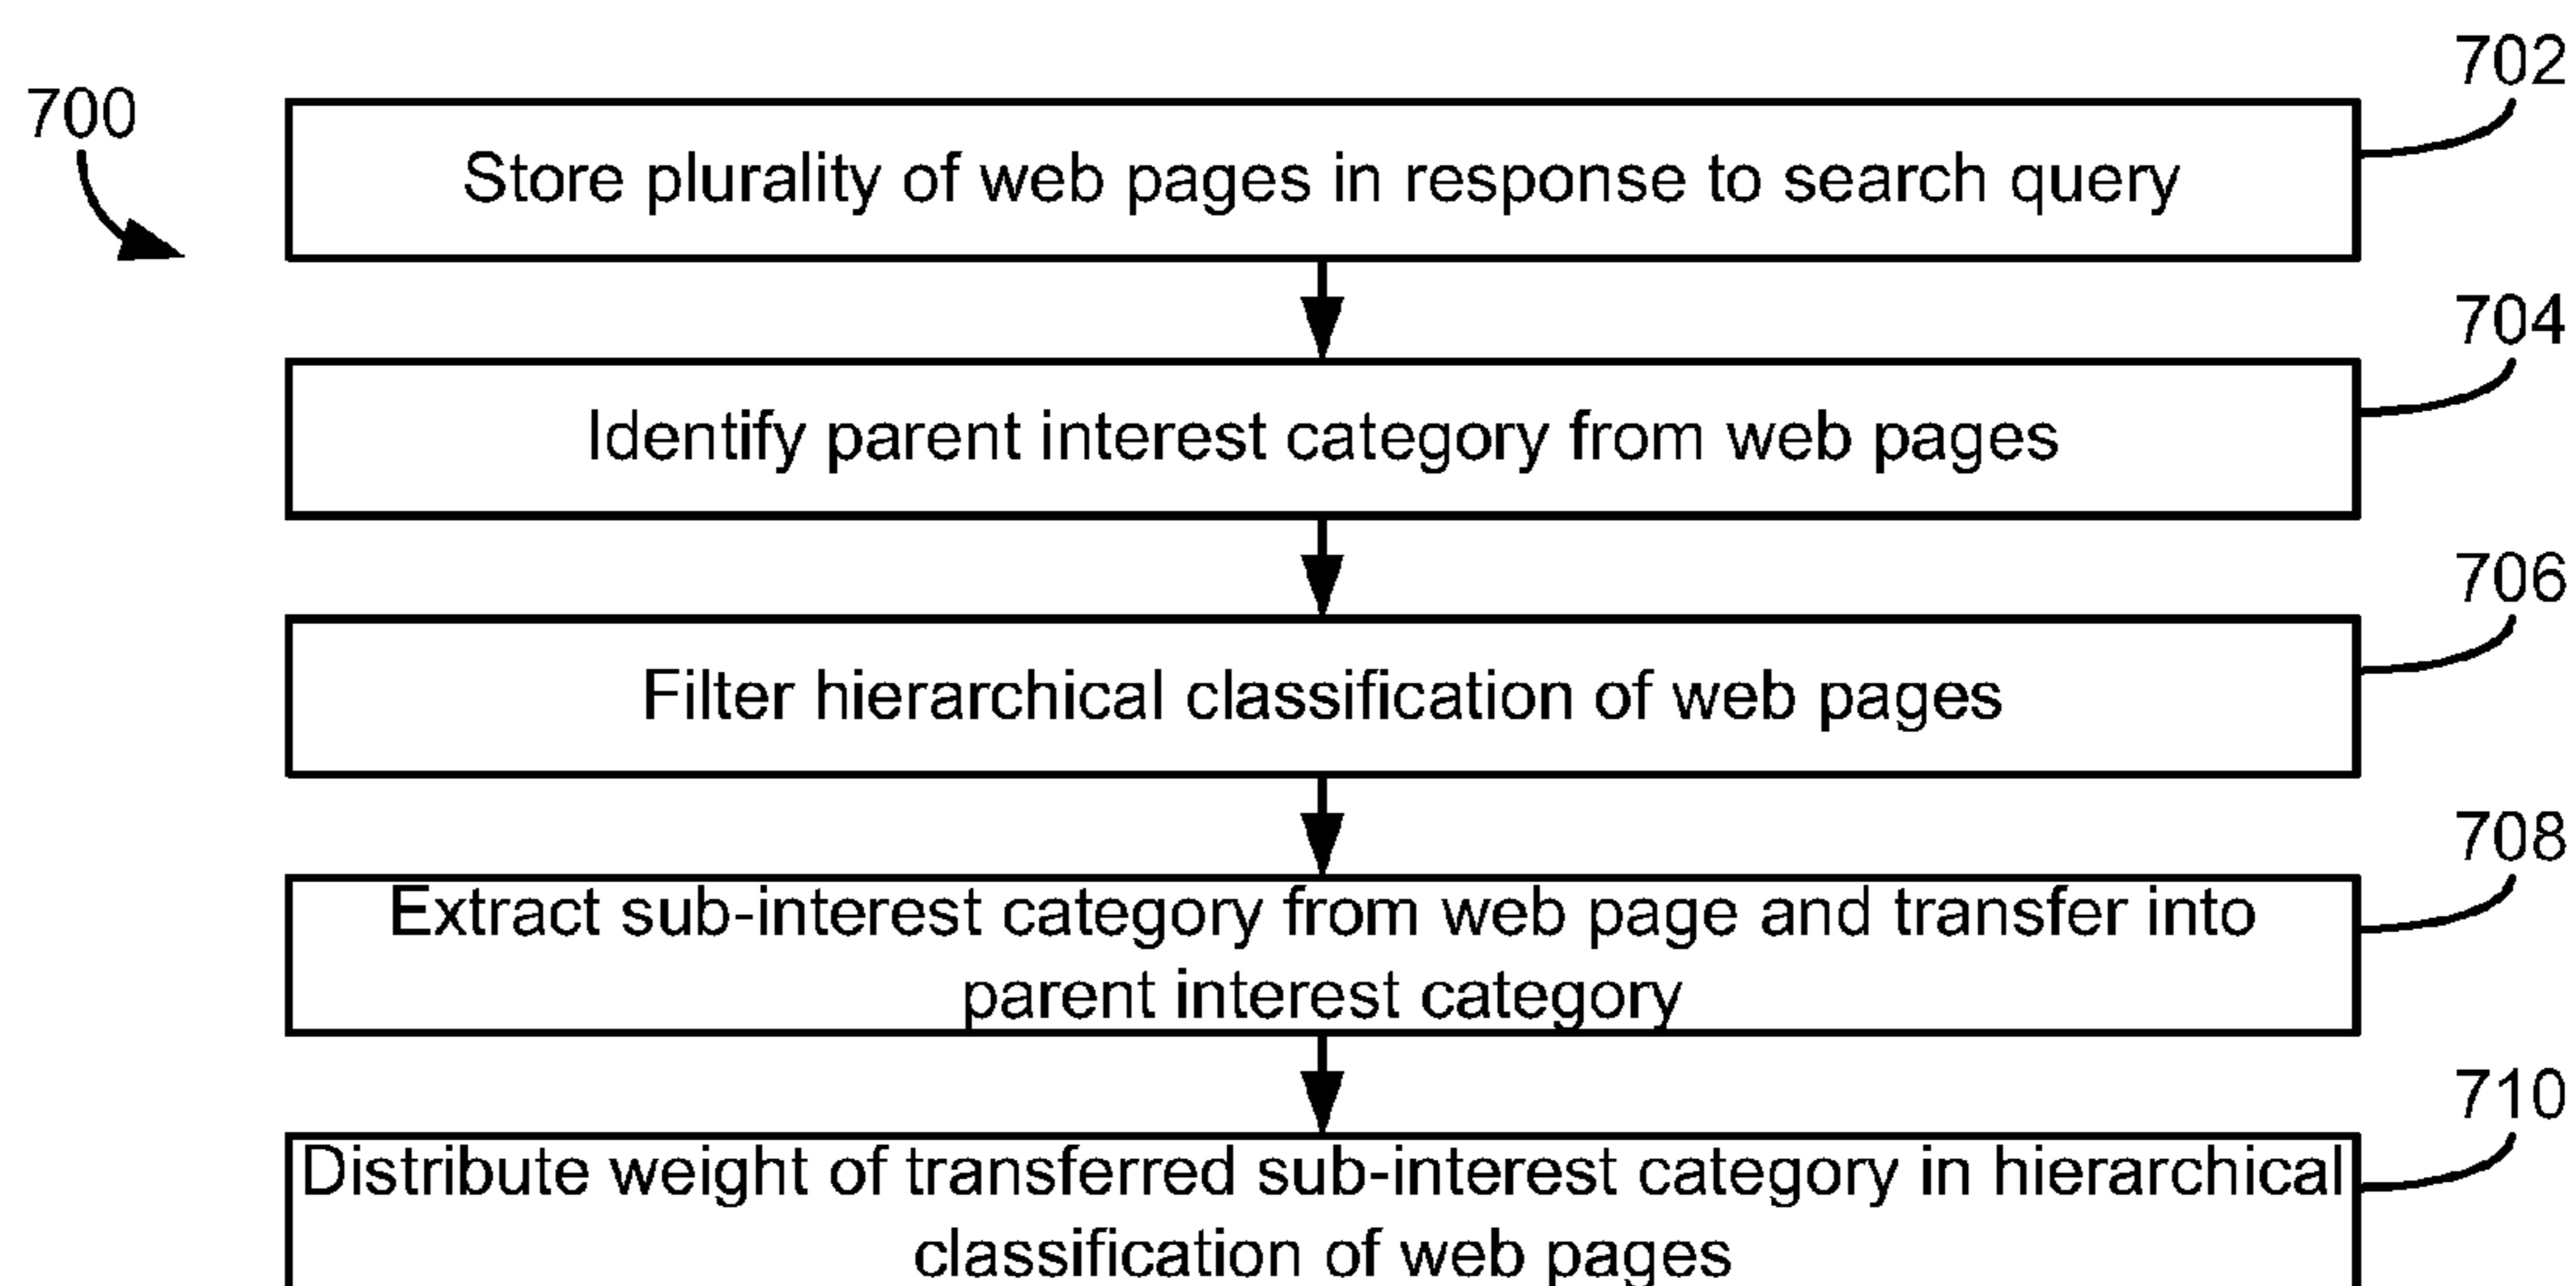 702
700
Store plurality of web pages in response to search query
704
Identify parent interest category from web pages
706
Filter hierarchical classification of web pages
708
Extract sub-interest category from web page and transfer into
parent interest category
710
Distribute weight of transferred sub-interest category in hierarchical
classification of web pages